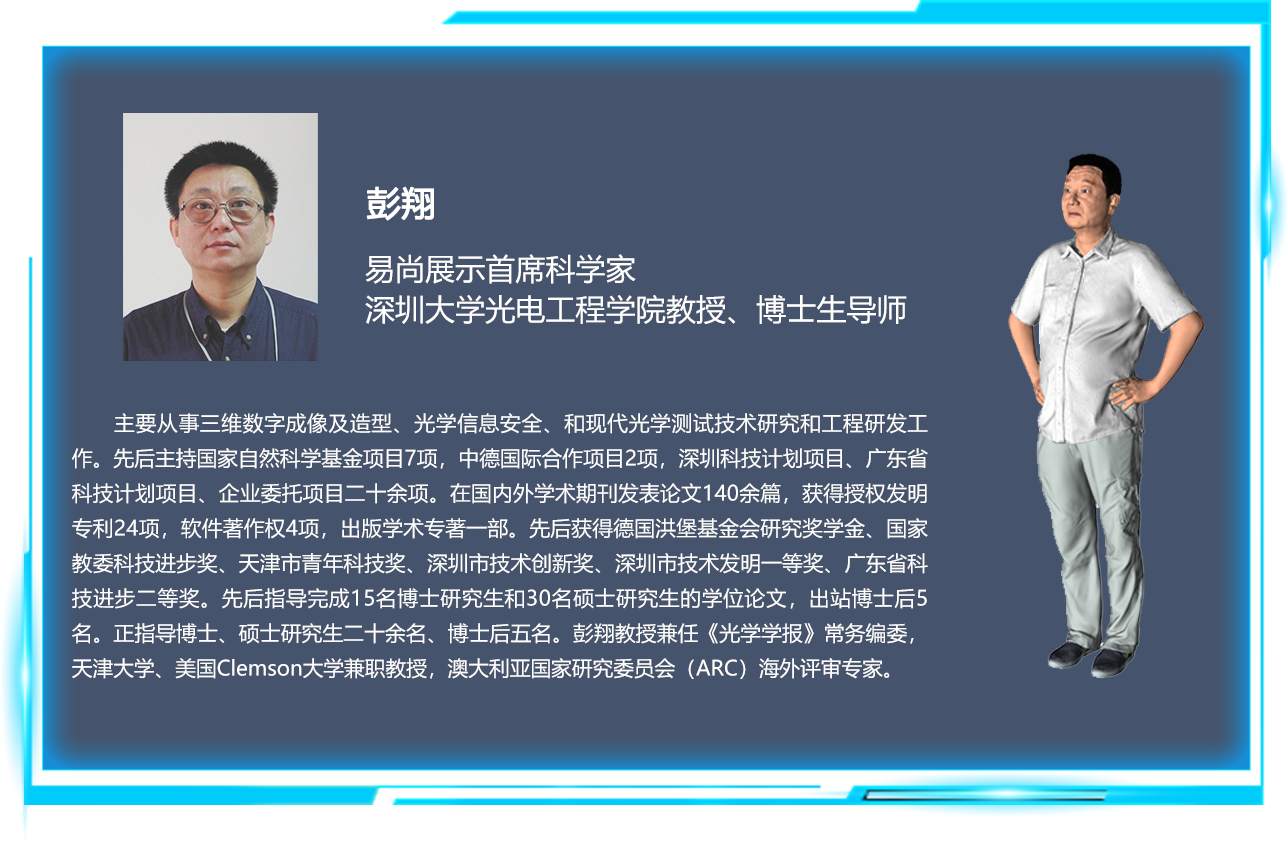 彭翔
易尚展示首席科学家
深圳大学光电工程学院教授、博士生导师
主要从事三维数字成像及造型、光学信息安全、和现代光学测试技术研究和工程研发工
作。先后主持国家自然科学基金项目7项，中德国际合作项目2项，深圳科技计划项目、广东省
科技计划项目、企业委托项目二十余项。在国内外学术期刊发表论文140余篇，获得授权发明
专利24项，软件著作权4项，出版学术专著一部。先后获得德国洪堡基金会研究奖学金、国家
教委科技进步奖、天津市青年科技奖、深圳市技术创新奖、深圳市技术发明一等奖、广东省科
技进步二等奖。先后指导完成15名博士研究生和30名硕士研究生的学位论文，出站博士后5
名。正指导博士、硕士研究生二十余名、博士后五名。彭翔教授兼任《光学学报》常务编委，
天津大学、美国Clemson大学兼职教授，澳大利亚国家研究委员会（ARC）海外评审专家。